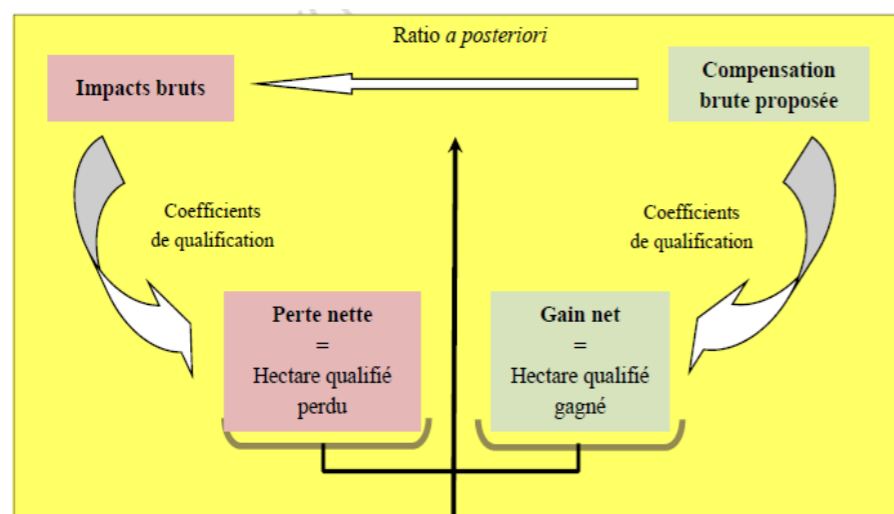 Ratio a posteriori
Impacts bruts
Compensation
brute proposée
Coefficients
de qualification
Coefficients
de qualification
Perte nette
=
Hectare qualifié
perdu
Gain net
=
Hectare qualifié
gagné